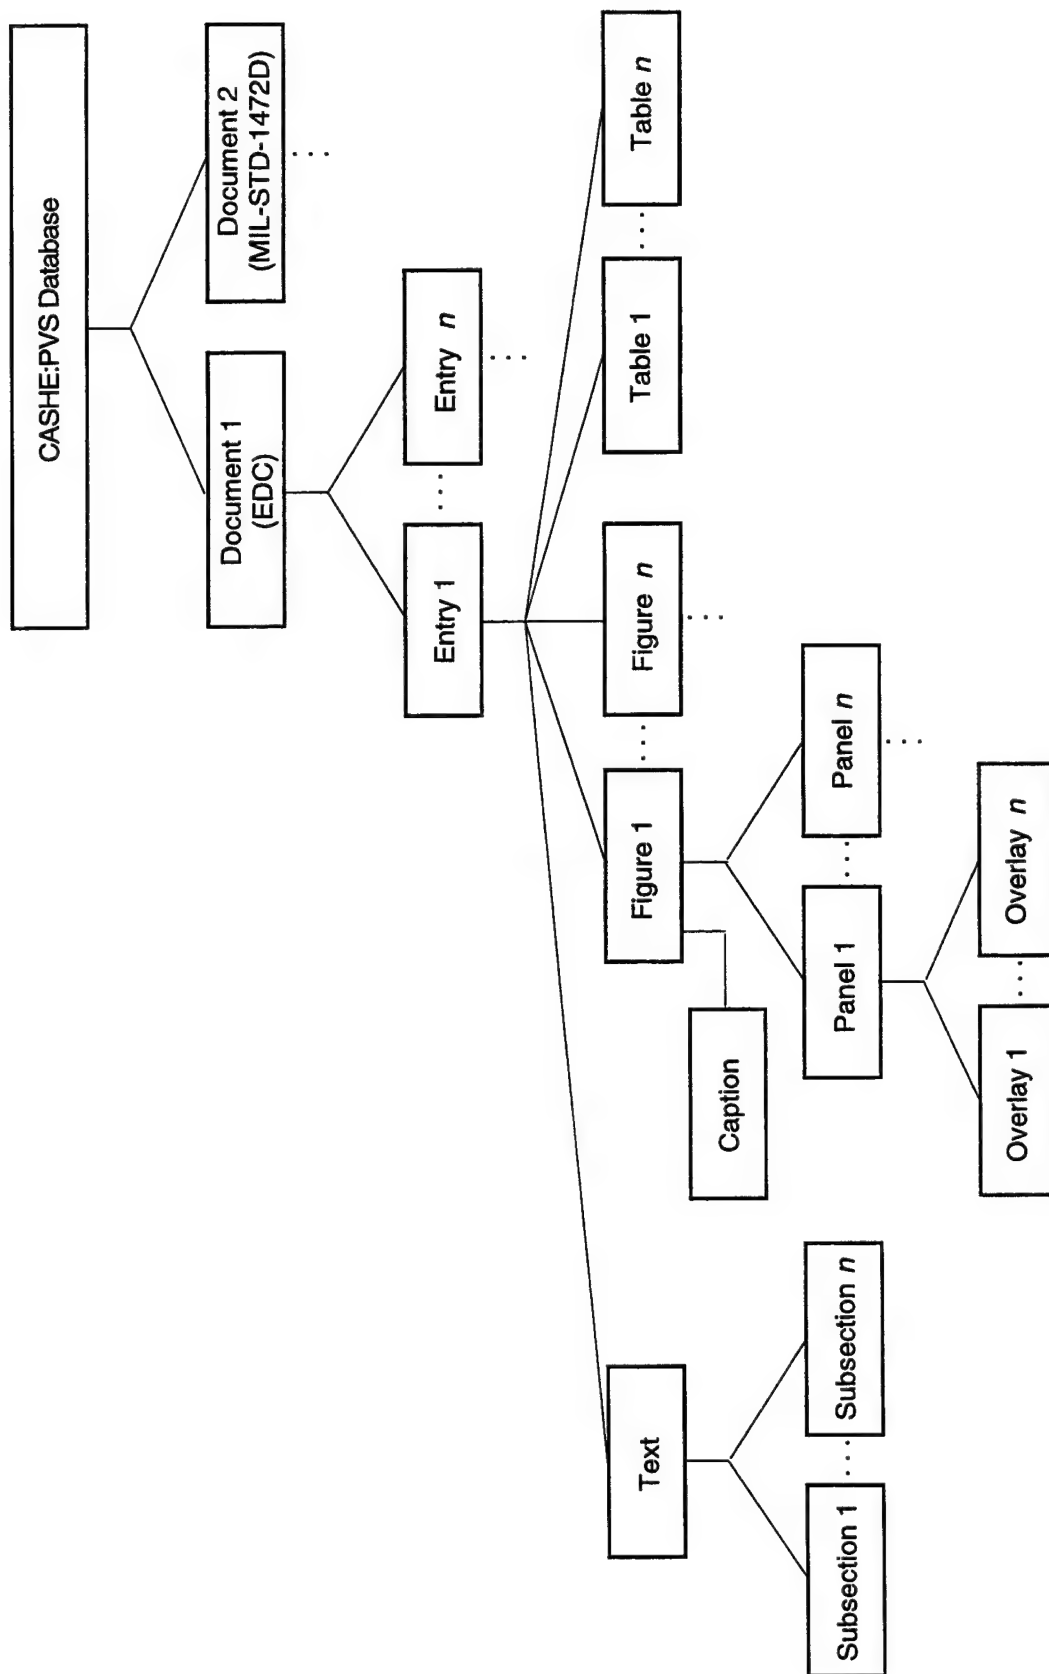 CASHE:PVS Database
Document 1
(EDC)
Document 2
(MIL-STD-1472D)
. . .
Entry 1
. . .
Entry n
. . .
Text
Figure 1
. . .
Figure n
Table 1
. . .
Table n
. . .
Caption
Subsection 1
. . .
Subsection n
Panel 1
. . .
Panel n
. . .
Overlay 1
. . .
Overlay n